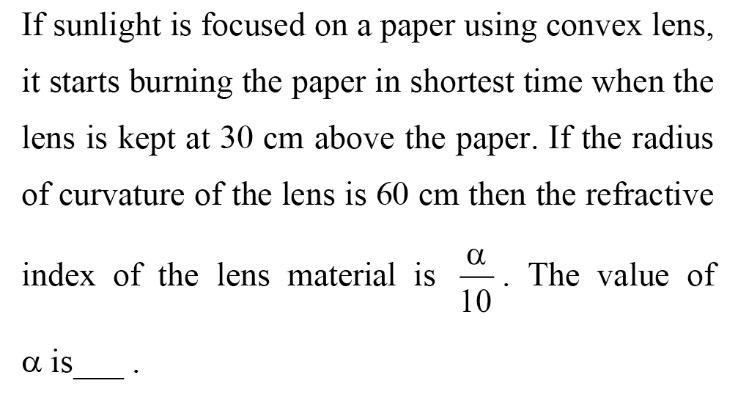 If sunlight is focused on a paper using convex lens,
it starts burning the paper in shortest time when the
lens is kept at 30 cm above the paper. If the radius
of curvature of the lens is 60 cm then the refractive
index of the lens material is α/10. The value of
α is___.